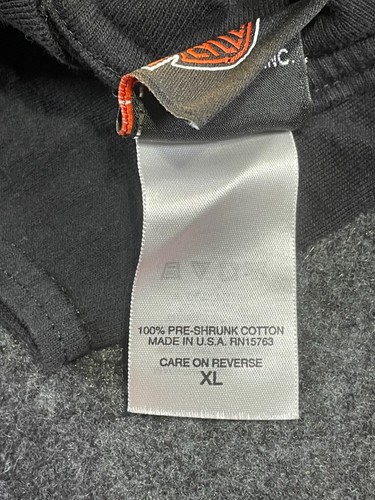 INC.
100% PRE-SHRUNK COTTON
MADE IN U.S.A. RN15763
CARE ON REVERSE
XL